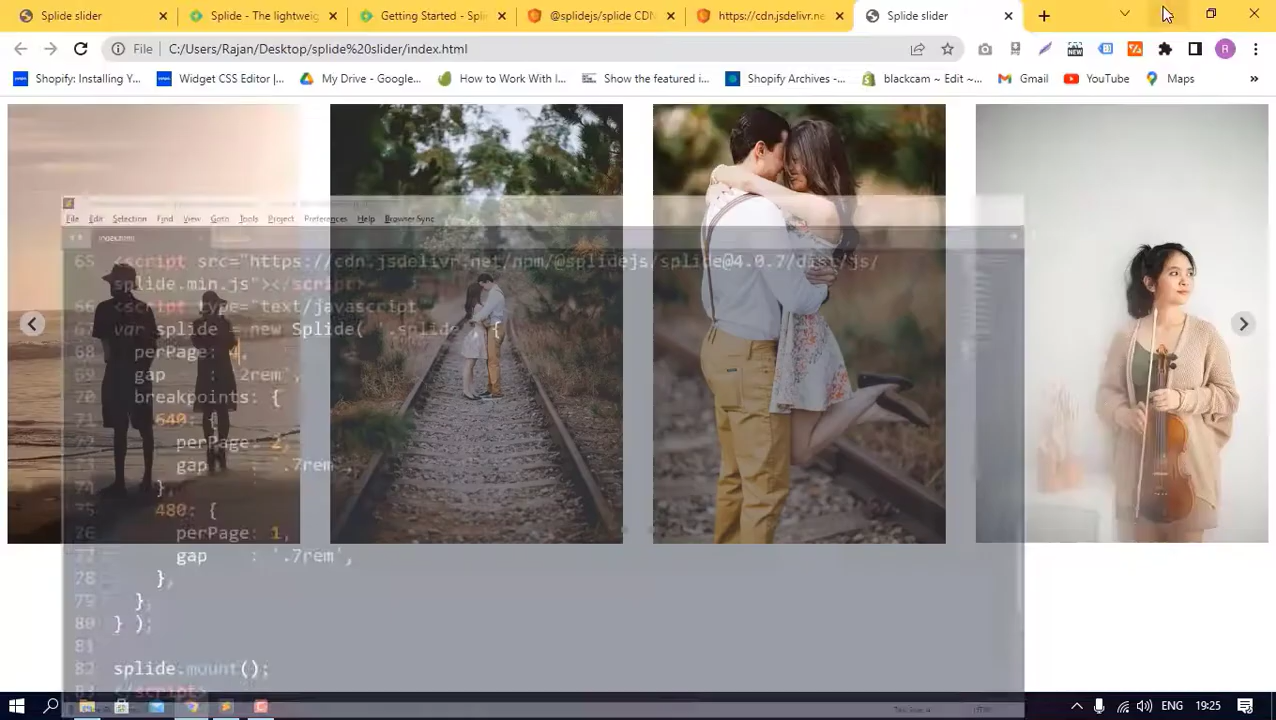 Splide slider
Splide - The lightweig
Getting Started - Spli
@splidejs/splide CDN
https://cdn.jsdelivr.ne
Splide slider
File
C:/Users/Rajan/Desktop/splide%20slider/index.html
R
Shopify: Installing Y...
Widget CSS Editor |...
My Drive - Google...
How to Work With I...
Show the featured i...
Shopify Archives -...
blackcam ~ Edit ~...
Gmail
YouTube
Maps
»
File Edit Selection Find View Goto Tools Project Preferences Help Browser Sync
index.html
65 <script src="https://cdn.jsdelivr.net/npm/@splidejs/splide@4.0.7/dist/js/
splide.min.js"></script>
66 <script type="text/javascript
67 var splide = new Splide( '.splide', {
68 perPage: 4,
69 gap : '2rem',
70 breakpoints: {
71 640: {
72 perPage: 2,
73 gap : '.7rem',
74 },
75 480: {
76 perPage: 1,
77 gap : '.7rem',
78 },
79 },
80 } );
81
82 splide.mount();
83 </script>
ENG
19:25